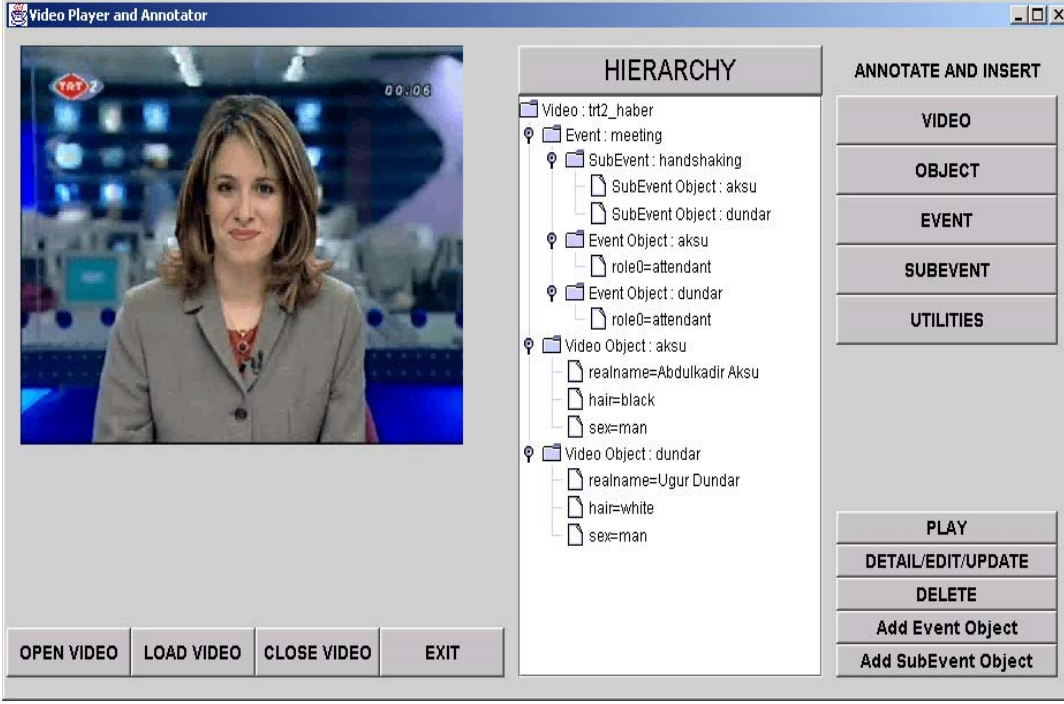 Video Player and Annotator
TRT 2
00:06
HIERARCHY
Video : trt2_haber
Event : meeting
SubEvent : handshaking
SubEvent Object : aksu
SubEvent Object : dundar
Event Object : aksu
role0=attendant
Event Object : dundar
role0=attendant
Video Object : aksu
realname=Abdulkadir Aksu
hair=black
sex=man
Video Object : dundar
realname=Ugur Dundar
hair=white
sex=man
ANNOTATE AND INSERT
VIDEO
OBJECT
EVENT
SUBEVENT
UTILITIES
PLAY
DETAIL/EDIT/UPDATE
DELETE
Add Event Object
Add SubEvent Object
OPEN VIDEO
LOAD VIDEO
CLOSE VIDEO
EXIT